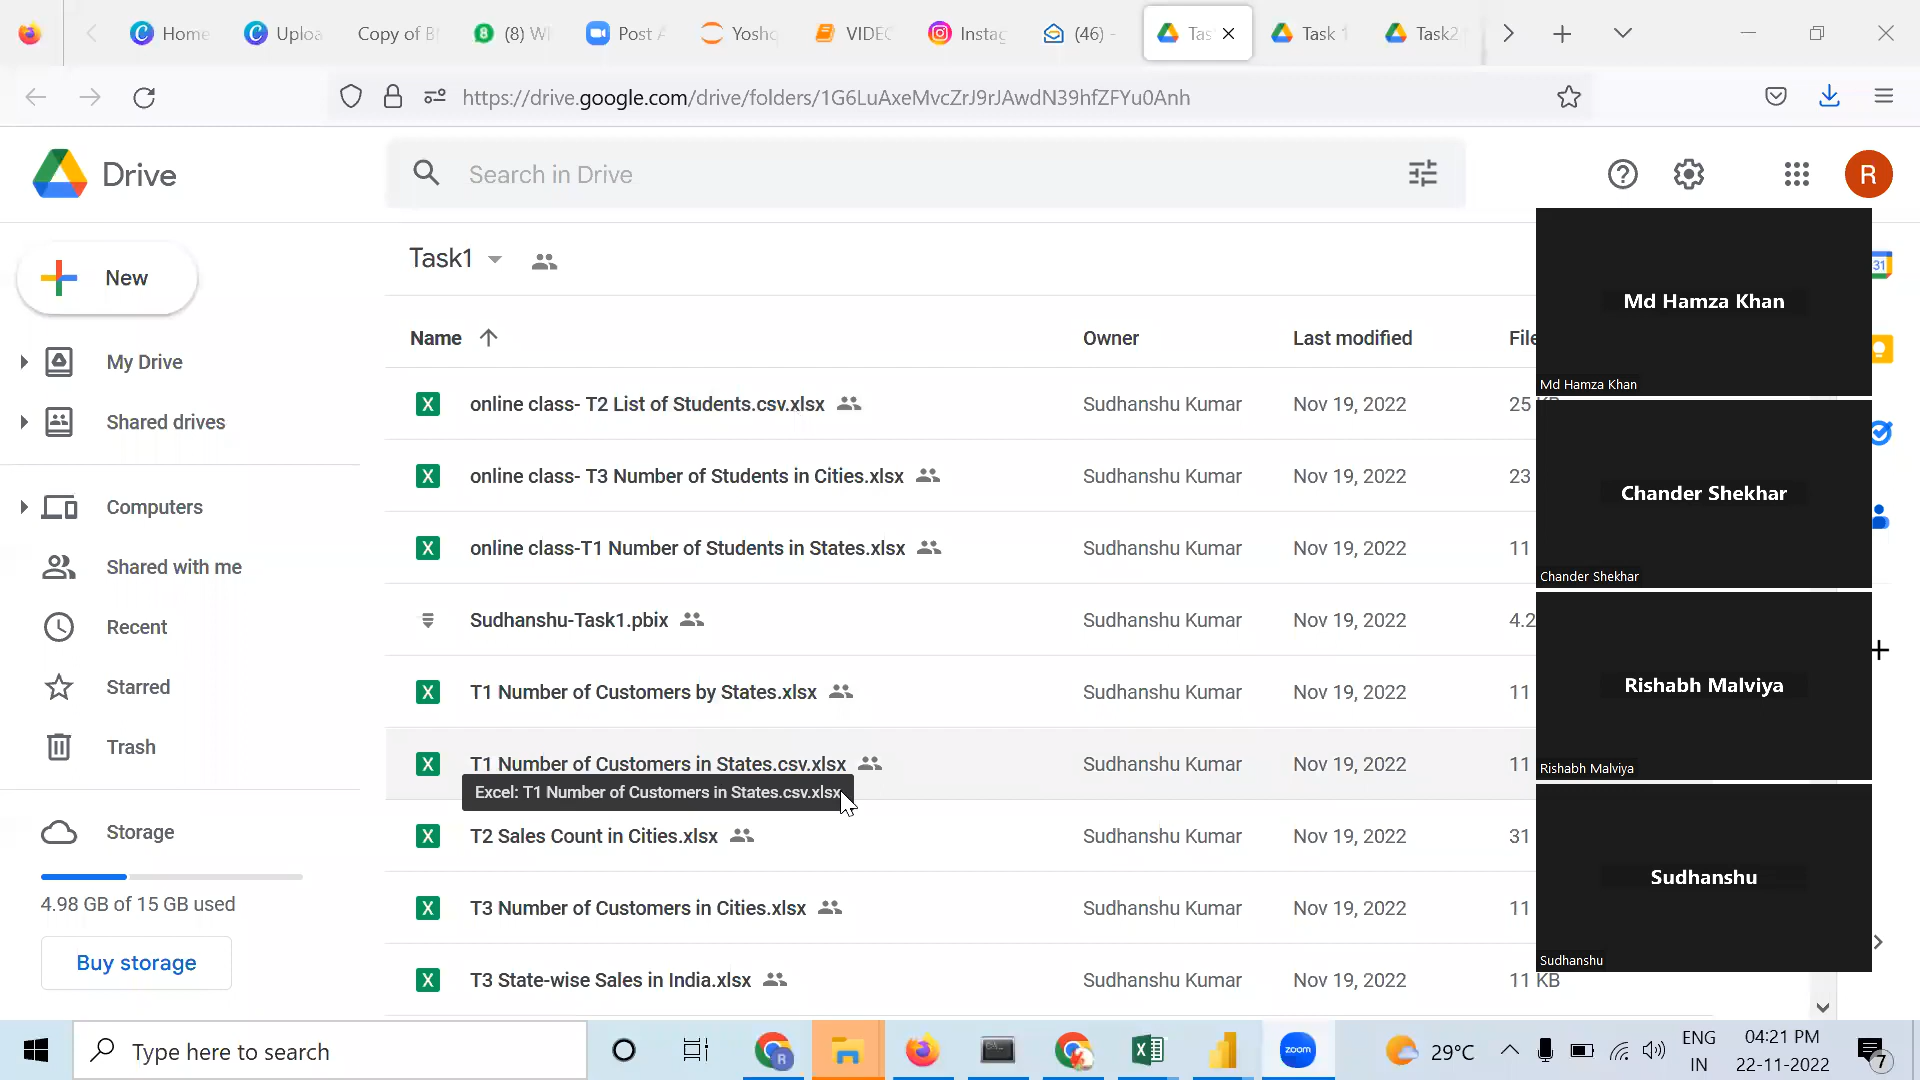 Home
Uploa
Copy of B
(8) W
Post A
Yosho
VIDEO
Instag
(46) -
Tas
Task 1
Task2
https://drive.google.com/drive/folders/1G6LuAxeMvcZrJ9rJAwdN39hfZFYu0Anh
Drive
Search in Drive
R
New
My Drive
Shared drives
Computers
Shared with me
Recent
Starred
Trash
Storage
4.98 GB of 15 GB used
Buy storage
Task1
Name Owner Last modified File
online class- T2 List of Students.csv.xlsx Sudhanshu Kumar Nov 19, 2022 25 KB
online class- T3 Number of Students in Cities.xlsx Sudhanshu Kumar Nov 19, 2022 23
online class-T1 Number of Students in States.xlsx Sudhanshu Kumar Nov 19, 2022 11
Sudhanshu-Task1.pbix Sudhanshu Kumar Nov 19, 2022 4.2
T1 Number of Customers by States.xlsx Sudhanshu Kumar Nov 19, 2022 11
T1 Number of Customers in States.csv.xlsx Sudhanshu Kumar Nov 19, 2022 11
Excel: T1 Number of Customers in States.csv.xlsx
T2 Sales Count in Cities.xlsx Sudhanshu Kumar Nov 19, 2022 31
T3 Number of Customers in Cities.xlsx Sudhanshu Kumar Nov 19, 2022 11
T3 State-wise Sales in India.xlsx Sudhanshu Kumar Nov 19, 2022 11 KB
Md Hamza Khan
Md Hamza Khan
Chander Shekhar
Chander Shekhar
Rishabh Malviya
Rishabh Malviya
Sudhanshu
Sudhanshu
31
Type here to search
R
zoom
29°C
ENG
IN
04:21 PM
22-11-2022
7